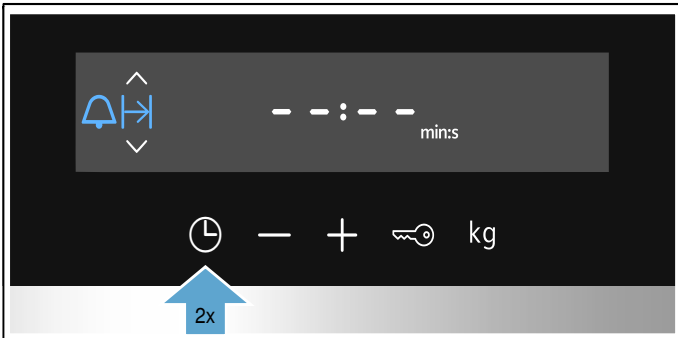 – –:– –
min:s
kg
2x